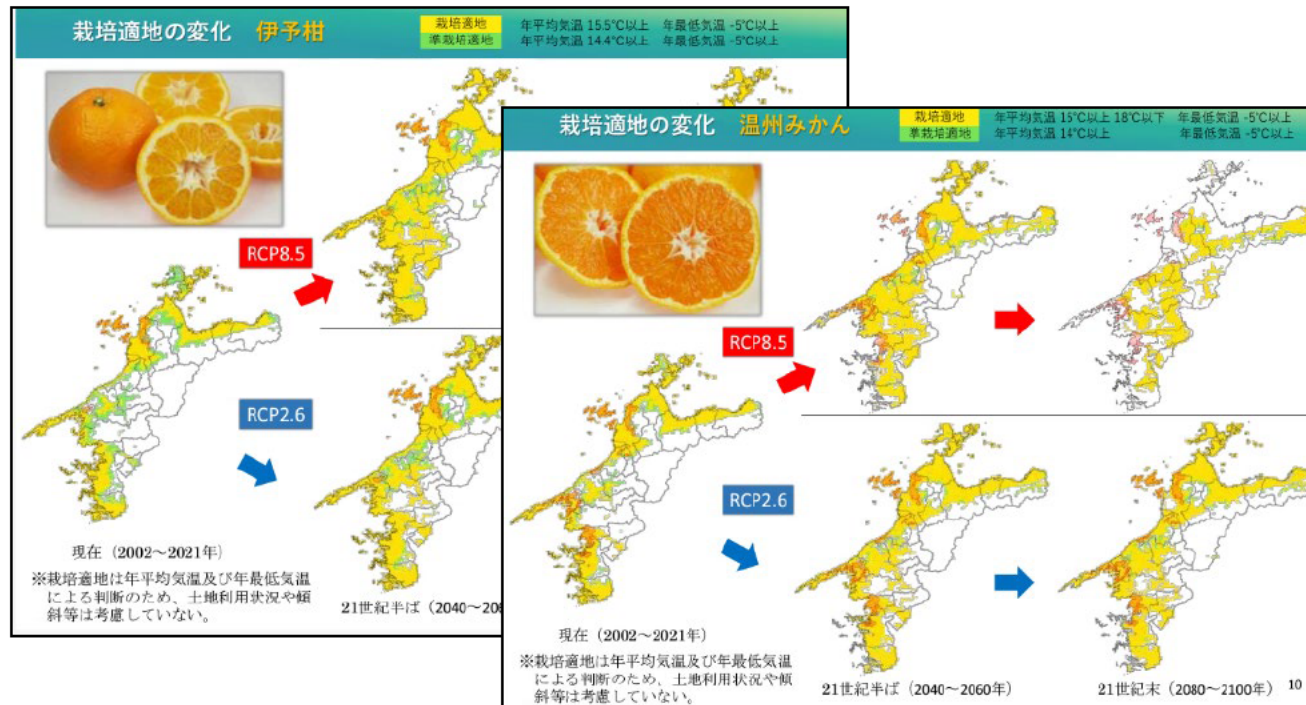 栽培適地の変化 伊予柑
栽培適地 年平均気温 15.5℃以上 年最低気温 -5℃以上
準栽培適地 年平均気温 14.4℃以上 年最低気温 -5℃以上
RCP8.5
RCP2.6
現在（2002～2021年）
※栽培適地は年平均気温及び年最低気温
による判断のため、土地利用状況や傾
斜等は考慮していない。
21世紀半ば（2040～206
栽培適地の変化 温州みかん
栽培適地 年平均気温 15℃以上 18℃以下 年最低気温 -5℃以上
準栽培適地 年平均気温 14℃以上 年最低気温 -5℃以上
RCP8.5
RCP2.6
現在（2002～2021年）
※栽培適地は年平均気温及び年最低気温
による判断のため、土地利用状況や傾
斜等は考慮していない。
21世紀半ば（2040～2060年）
21世紀末（2080～2100年）
10